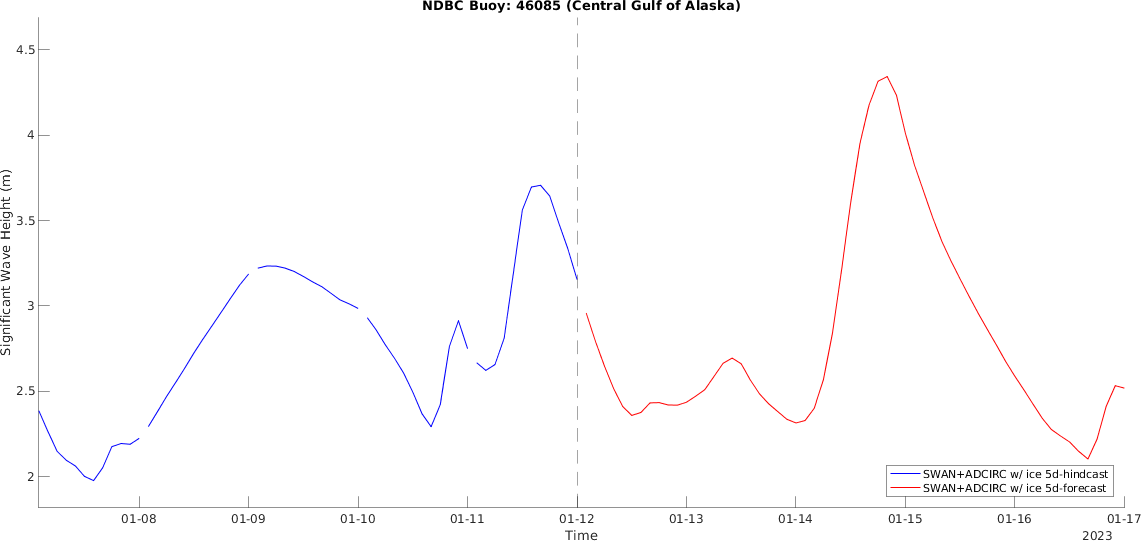 NDBC Buoy: 46085 (Central Gulf of Alaska)
4.5
4
3.5
3
2.5
2
Significant Wave Height (m)
SWAN+ADCIRC w/ ice 5d-hindcast
SWAN+ADCIRC w/ ice 5d-forecast
01-08 01-09 01-10 01-11 01-12 01-13 01-14 01-15 01-16 01-17
Time
2023